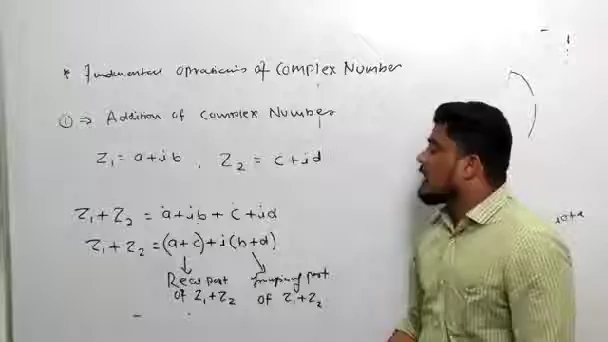 * Fundamental Operations of Complex Number
① ⇒ Addition of Complex Number
Z₁ = a+ib , Z₂ = c+id
Z₁+Z₂ = a+ib + c+id
Z₁+Z₂ = (a+c)+i(b+d)
Real part of Z₁+Z₂
Imaginary part of Z₁+Z₂